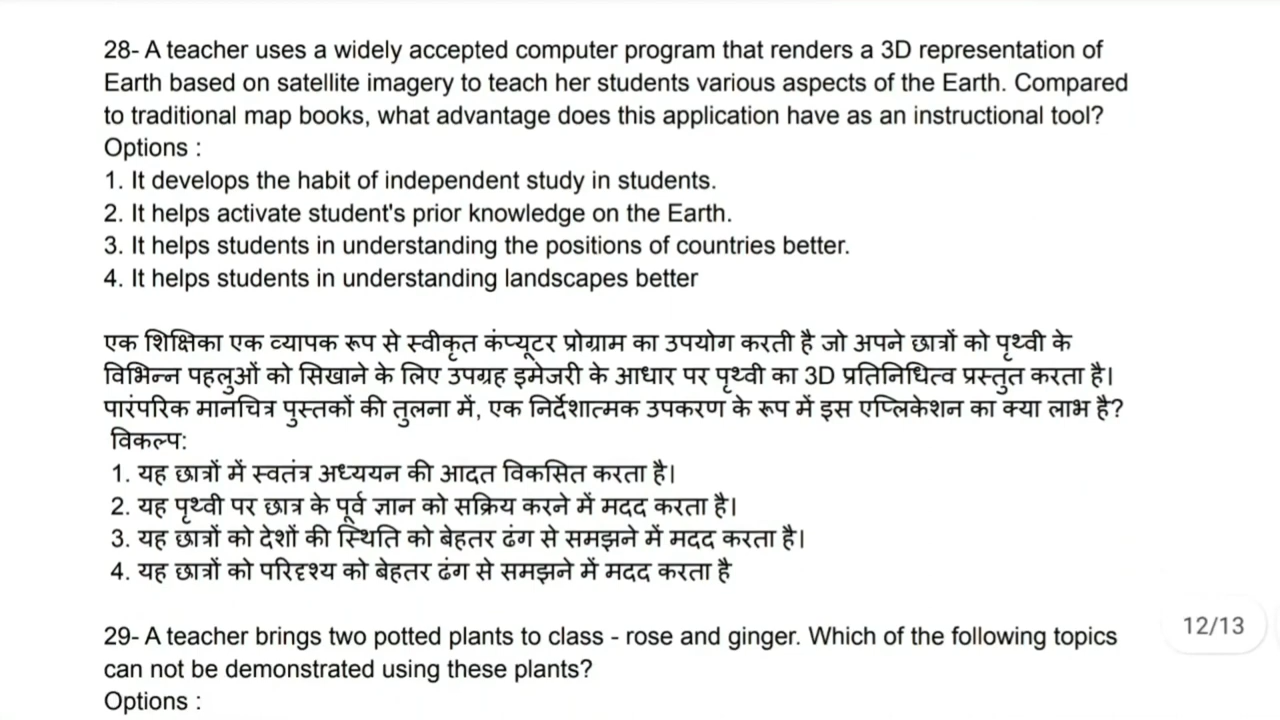 28- A teacher uses a widely accepted computer program that renders a 3D representation of
Earth based on satellite imagery to teach her students various aspects of the Earth. Compared
to traditional map books, what advantage does this application have as an instructional tool?
Options :
1. It develops the habit of independent study in students.
2. It helps activate student's prior knowledge on the Earth.
3. It helps students in understanding the positions of countries better.
4. It helps students in understanding landscapes better
एक शिक्षिका एक व्यापक रूप से स्वीकृत कंप्यूटर प्रोग्राम का उपयोग करती है जो अपने छात्रों को पृथ्वी के
विभिन्न पहलुओं को सिखाने के लिए उपग्रह इमेजरी के आधार पर पृथ्वी का 3D प्रतिनिधित्व प्रस्तुत करता है।
पारंपरिक मानचित्र पुस्तकों की तुलना में, एक निर्देशात्मक उपकरण के रूप में इस एप्लिकेशन का क्या लाभ है?
विकल्प:
1. यह छात्रों में स्वतंत्र अध्ययन की आदत विकसित करता है।
2. यह पृथ्वी पर छात्र के पूर्व ज्ञान को सक्रिय करने में मदद करता है।
3. यह छात्रों को देशों की स्थिति को बेहतर ढंग से समझने में मदद करता है।
4. यह छात्रों को परिदृश्य को बेहतर ढंग से समझने में मदद करता है
29- A teacher brings two potted plants to class - rose and ginger. Which of the following topics
can not be demonstrated using these plants?
Options :
12/13